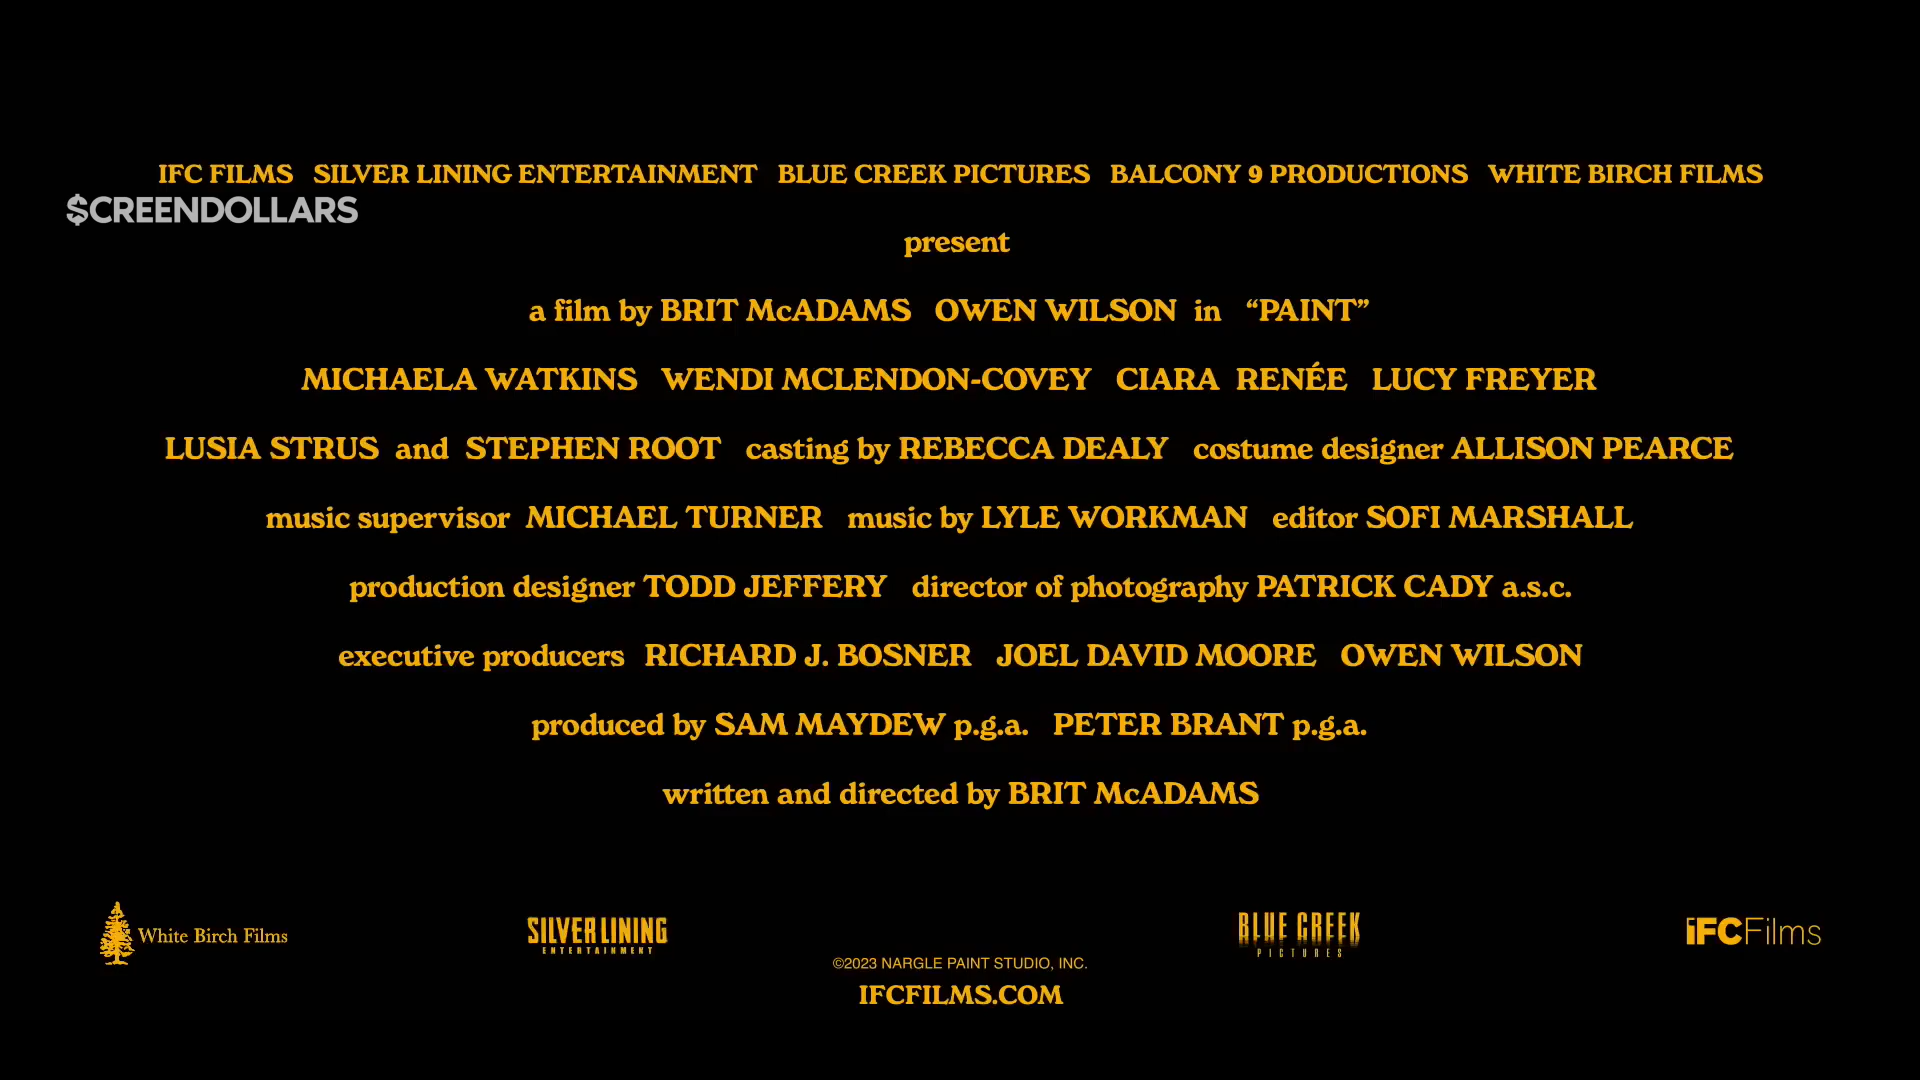 IFC FILMS SILVER LINING ENTERTAINMENT BLUE CREEK PICTURES BALCONY 9 PRODUCTIONS WHITE BIRCH FILMS
$CREENDOLLARS
present
a film by BRIT McADAMS OWEN WILSON in “PAINT”
MICHAELA WATKINS WENDI MCLENDON-COVEY CIARA RENÉE LUCY FREYER
LUSIA STRUS and STEPHEN ROOT casting by REBECCA DEALY costume designer ALLISON PEARCE
music supervisor MICHAEL TURNER music by LYLE WORKMAN editor SOFI MARSHALL
production designer TODD JEFFERY director of photography PATRICK CADY a.s.c.
executive producers RICHARD J. BOSNER JOEL DAVID MOORE OWEN WILSON
produced by SAM MAYDEW p.g.a. PETER BRANT p.g.a.
written and directed by BRIT McADAMS
White Birch Films
SILVER LINING
ENTERTAINMENT
BLUE CREEK
PICTURES
IFC Films
©2023 NARGLE PAINT STUDIO, INC.
IFCFILMS.COM